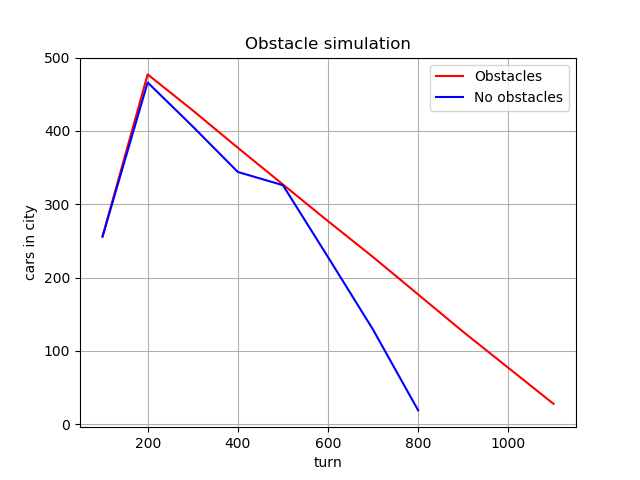 Obstacle simulation
Obstacles
No obstacles
500
400
300
200
100
0
cars in city
200 400 600 800 1000
turn